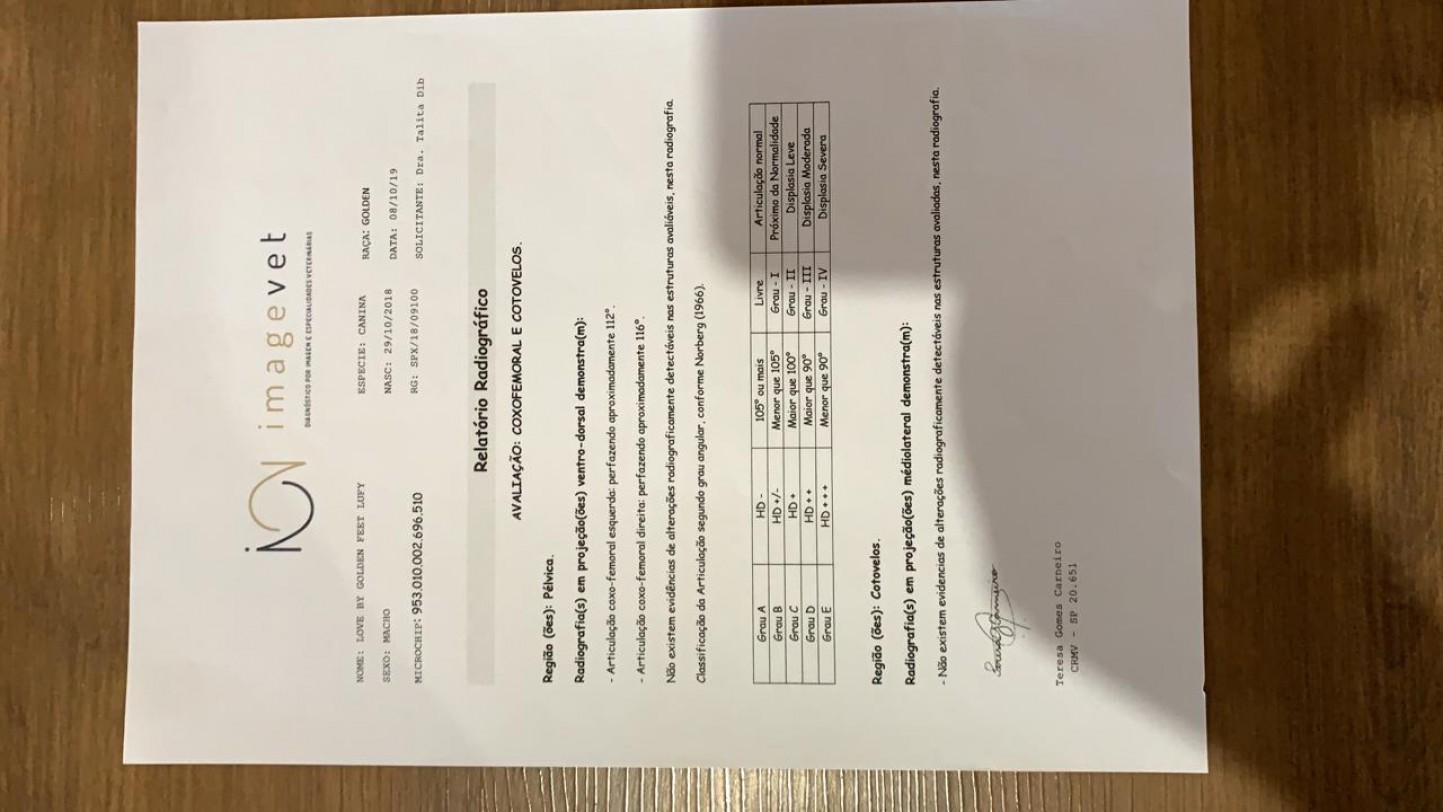 ion imagevet
DIAGNÓSTICO POR IMAGEM E ESPECIALIDADES VETERINÁRIAS
NOME: LOVE BY GOLDEN FEET LUFY ESPECIE: CANINA RAÇA: GOLDEN
SEXO: MACHO NASC: 29/10/2018 DATA: 08/10/19
MICROCHIP: 953.010.002.696.510 RG: SPX/18/09100 SOLICITANTE: Dra. Talita Dib
Relatório Radiográfico
AVALIAÇÃO: COXOFEMORAL E COTOVELOS.
Região (ões): Pélvica.
Radiografia(s) em projeção(ões) ventro-dorsal demonstra(m):
- Articulação coxo-femoral esquerda: perfazendo aproximadamente 112º.
- Articulação coxo-femoral direita: perfazendo aproximadamente 116º.
Não existem evidências de alterações radiograficamente detectáveis nas estruturas avaliáveis, nesta radiografia.
Classificação da Articulação segundo grau angular, conforme Norberg (1966).
Grau A HD - 105º ou mais Livre Articulação normal
Grau B HD +/- Menor que 105º Grau - I Próximo da Normalidade
Grau C HD + Maior que 100º Grau - II Displasia Leve
Grau D HD ++ Maior que 90º Grau - III Displasia Moderada
Grau E HD +++ Menor que 90º Grau - IV Displasia Severa
Região (ões): Cotovelos.
Radiografia(s) em projeção(ões) médiolateral demonstra(m):
- Não existem evidencias de alterações radiograficamente detectáveis nas estruturas avaliadas, nesta radiografia.
Teresa Gomes Carneiro
CRMV - SP 20.651